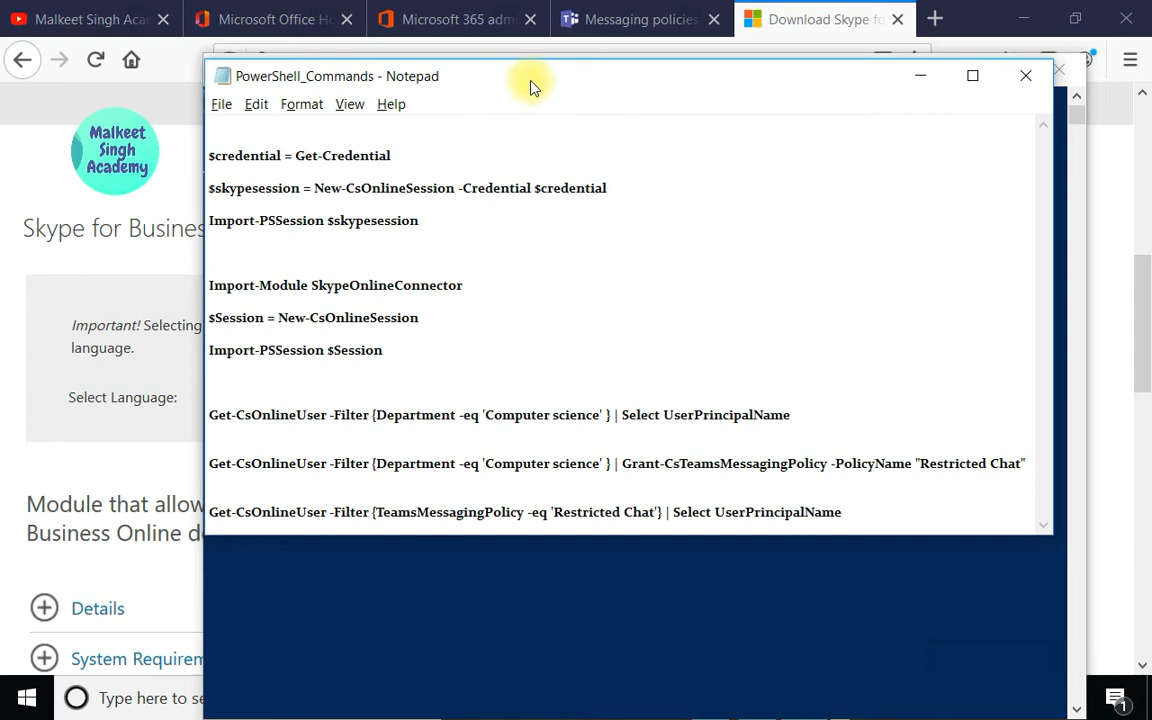 Malkeet Singh Aca
Microsoft Office Ho
Microsoft 365 adm
Messaging policies
Download Skype fo
PowerShell_Commands - Notepad
File Edit Format View Help
Malkeet
Singh
Academy
$credential = Get-Credential
$skypesession = New-CsOnlineSession -Credential $credential
Import-PSSession $skypesession
Import-Module SkypeOnlineConnector
$Session = New-CsOnlineSession
Import-PSSession $Session
Get-CsOnlineUser -Filter {Department -eq 'Computer science' } | Select UserPrincipalName
Get-CsOnlineUser -Filter {Department -eq 'Computer science' } | Grant-CsTeamsMessagingPolicy -PolicyName "Restricted Chat"
Get-CsOnlineUser -Filter {TeamsMessagingPolicy -eq 'Restricted Chat'} | Select UserPrincipalName
Skype for Busines
Important! Selecting
language.
Select Language:
Module that allow
Business Online d
Details
System Requirem
Type here to se
1